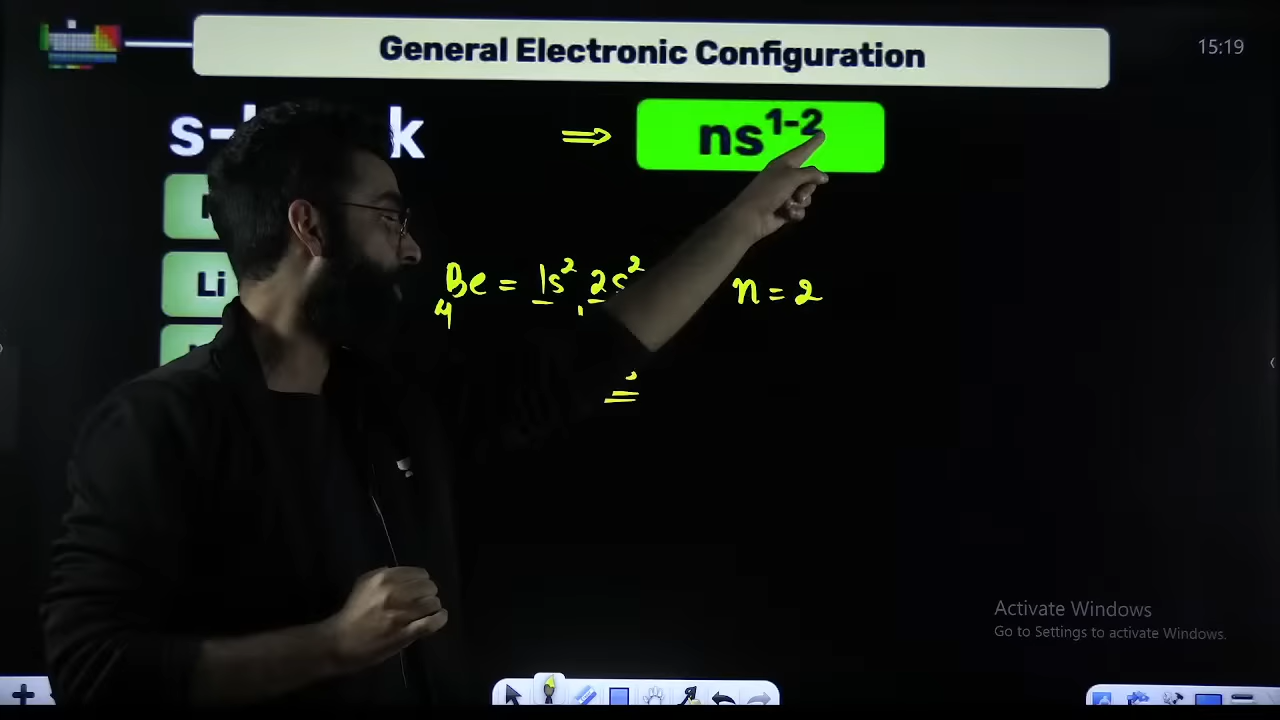 General Electronic Configuration
15:19
⇒ ns¹⁻²
Li
₄Be = 1s² 2s² n = 2
Activate Windows
Go to Settings to activate Windows.